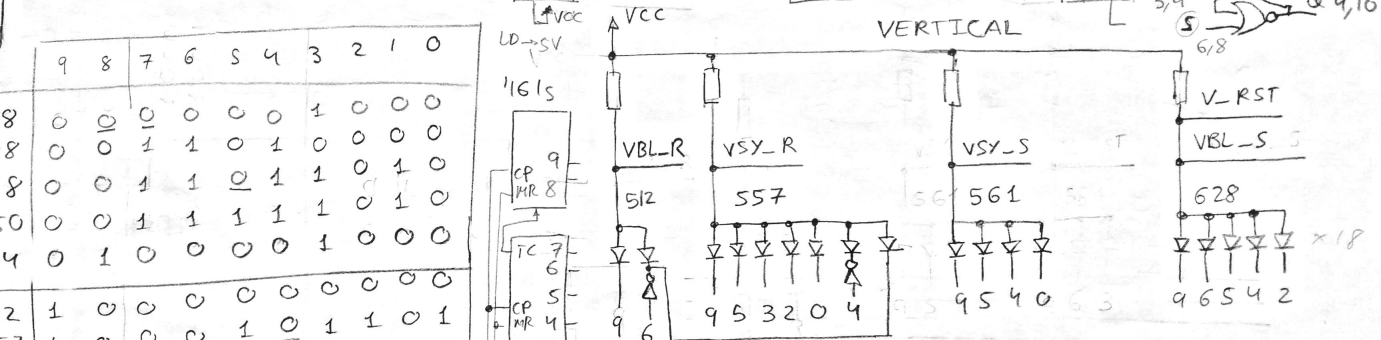 VCC
VCC
LD→5V
VERTICAL
S
6,8
9 8 7 6 5 4 3 2 1 0
'161s
8 0 0 0 0 0 0 1 0 0 0
8 0 0 1 1 0 1 0 0 0 0
8 0 0 1 1 0 1 1 0 1 0
0 0 0 1 1 1 1 1 0 1 0
4 0 1 0 0 0 0 1 0 0 0
2 1 0 0 0 0 0 0 0 0 0
1 0 1 1 0 1
9
CP
MR 8
TC 7
6
5
CP
MR 4
VBL_R
VSY_R
VSY_S
V_RST
VBL_S
512
557
561
628
×18
9 6
9 5 3 2 0 4
9 5 4 0
9 6 5 4 2